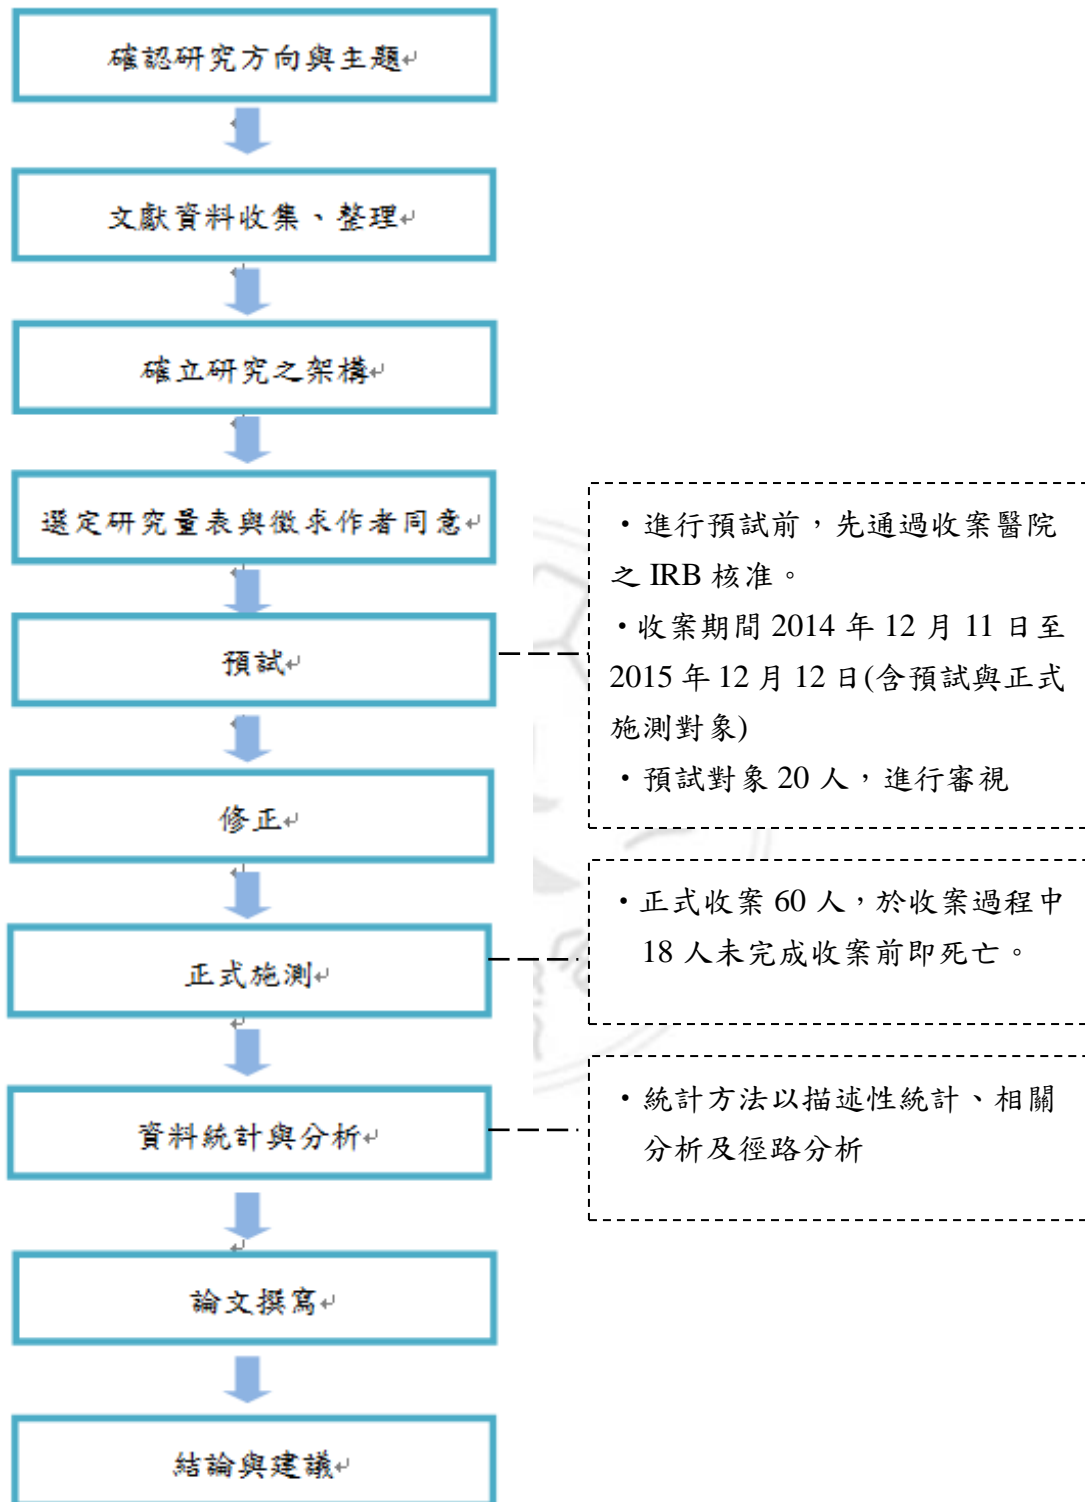 確認研究方向與主題
文獻資料收集、整理
確立研究之架構
選定研究量表與徵求作者同意
預試
・進行預試前，先通過收案醫院
之 IRB 核准。
・收案期間 2014 年 12 月 11 日至
2015 年 12 月 12 日(含預試與正式
施測對象)
・預試對象 20 人，進行審視
修正
正式施測
・正式收案 60 人，於收案過程中
18 人未完成收案前即死亡。
資料統計與分析
・統計方法以描述性統計、相關
分析及徑路分析
論文撰寫
結論與建議